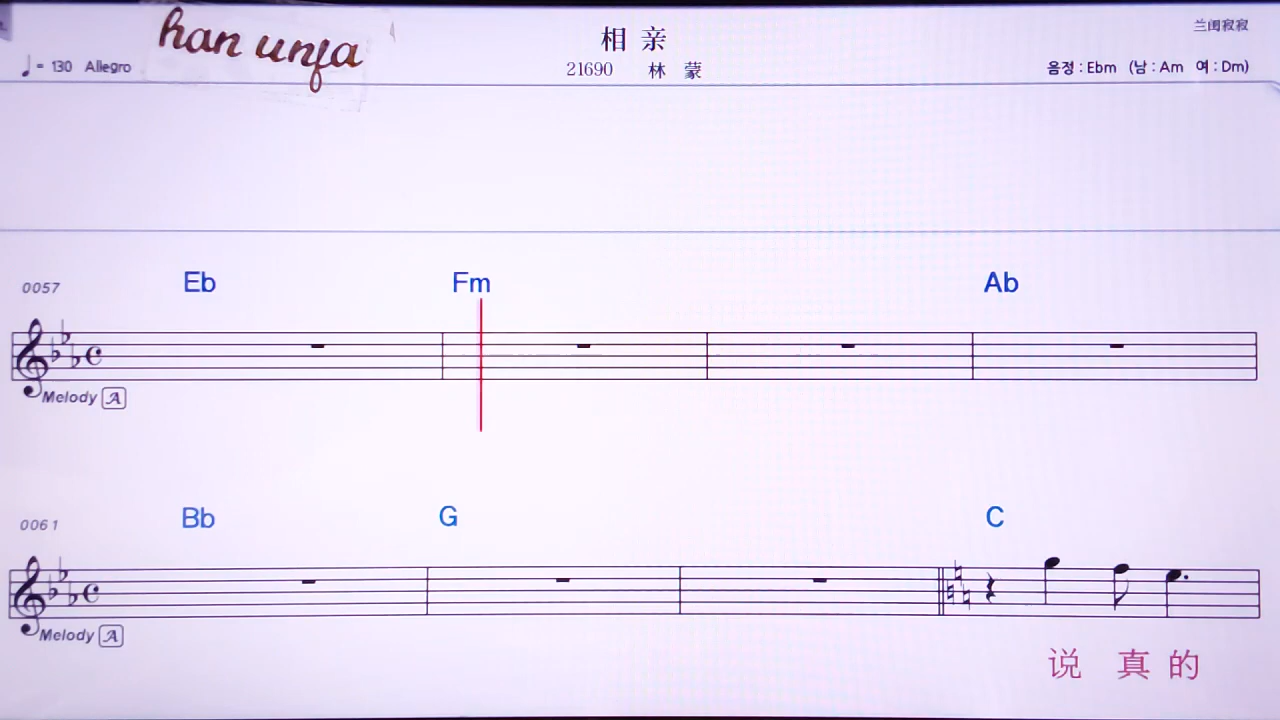 han unfa
相亲
兰闺寂寂
♩= 130 Allegro
21690 林蒙
음정 : Ebm (남 : Am 여 : Dm)
0057 Eb Fm Ab
Melody A
0061 Bb G C
Melody A
说 真 的